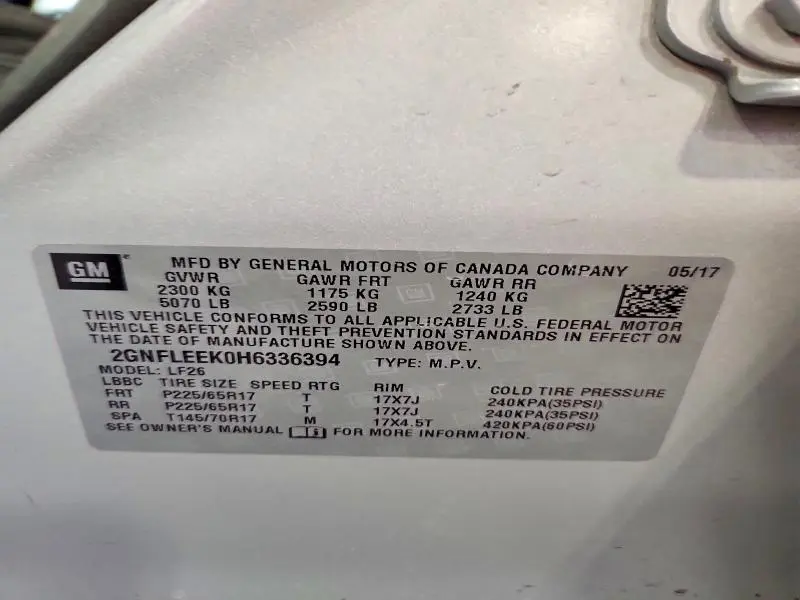 GM MFD BY GENERAL MOTORS OF CANADA COMPANY 05/17
GVWR GAWR FRT GAWR RR
2300 KG 1175 KG GM 1240 KG
5070 LB 2590 LB 2733 LB
THIS VEHICLE CONFORMS TO ALL APPLICABLE U.S. FEDERAL MOTOR
VEHICLE SAFETY AND THEFT PREVENTION STANDARDS IN EFFECT ON
THE DATE OF MANUFACTURE SHOWN ABOVE.
2GNFLEEK0H6336394 TYPE: M.P.V.
MODEL: LF26
LBBC TIRE SIZE SPEED RTG RIM COLD TIRE PRESSURE
FRT P225/65R17 T 17X7J 240KPA(35PSI)
RR P225/65R17 T 17X7J 240KPA(35PSI)
SPA T145/70R17 M 17X4.5T 420KPA(60PSI)
SEE OWNER'S MANUAL FOR MORE INFORMATION.